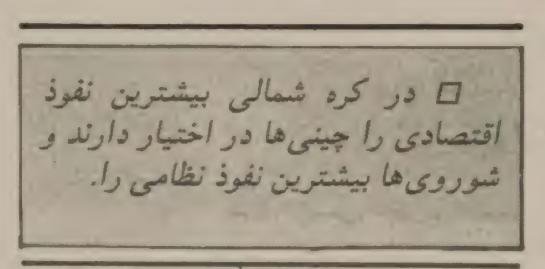 □ در کره شمالی بیشترین نفوذ
اقتصادی را چینی‌ها در اختیار دارند و
شوروی‌ها بیشترین نفوذ نظامی را.